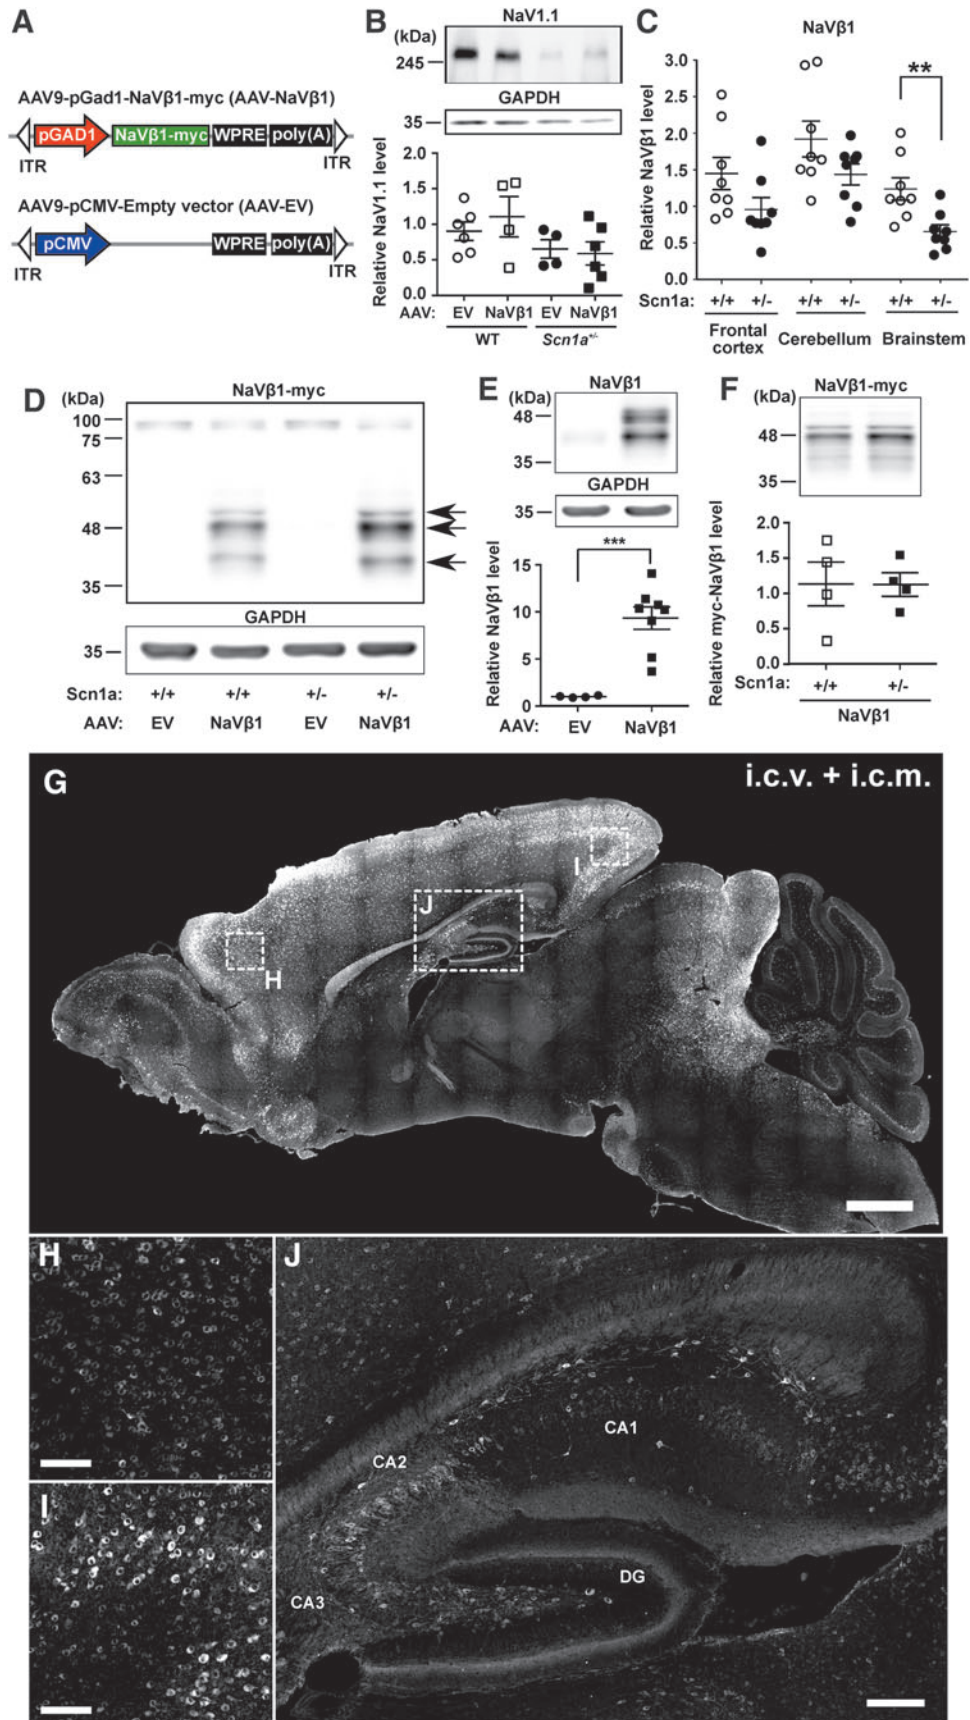 A
AAV9-pGad1-NaVβ1-myc (AAV-NaVβ1)
pGAD1 NaVβ1-myc WPRE poly(A)
ITR ITR
AAV9-pCMV-Empty vector (AAV-EV)
pCMV WPRE poly(A)
ITR ITR
B
NaV1.1
(kDa)
245
GAPDH
35
Relative NaV1.1 level
2.0
1.5
1.0
0.5
0.0
AAV: EV NaVβ1 EV NaVβ1
WT Scn1a+/-
C
NaVβ1
Relative NaVβ1 level
3.0
2.5
2.0
1.5
1.0
0.5
0.0
**
Scn1a: +/+ +/- +/+ +/- +/+ +/-
Frontal cortex Cerebellum Brainstem
D
(kDa)
NaVβ1-myc
100
75
63
48
35
GAPDH
35
Scn1a: +/+ +/+ +/- +/-
AAV: EV NaVβ1 EV NaVβ1
E
NaVβ1
48
35
GAPDH
35
***
Relative NaVβ1 level
15
10
5
0
AAV: EV NaVβ1
F
NaVβ1-myc
48
35
Relative myc-NaVβ1 level
2.0
1.5
1.0
0.5
0.0
Scn1a: +/+ +/-
NaVβ1
G
i.c.v. + i.c.m.
I
J
H
H
I
J
CA1
CA2
CA3
DG